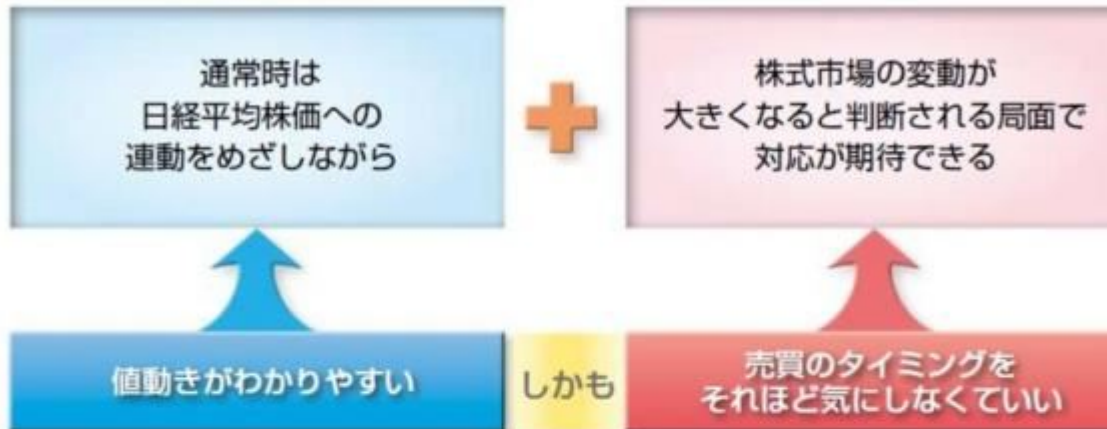 通常時は
日経平均株価への
連動をめざしながら
株式市場の変動が
大きくなると判断される局面で
対応が期待できる
値動きがわかりやすい
しかも
売買のタイミングを
それほど気にしなくていい